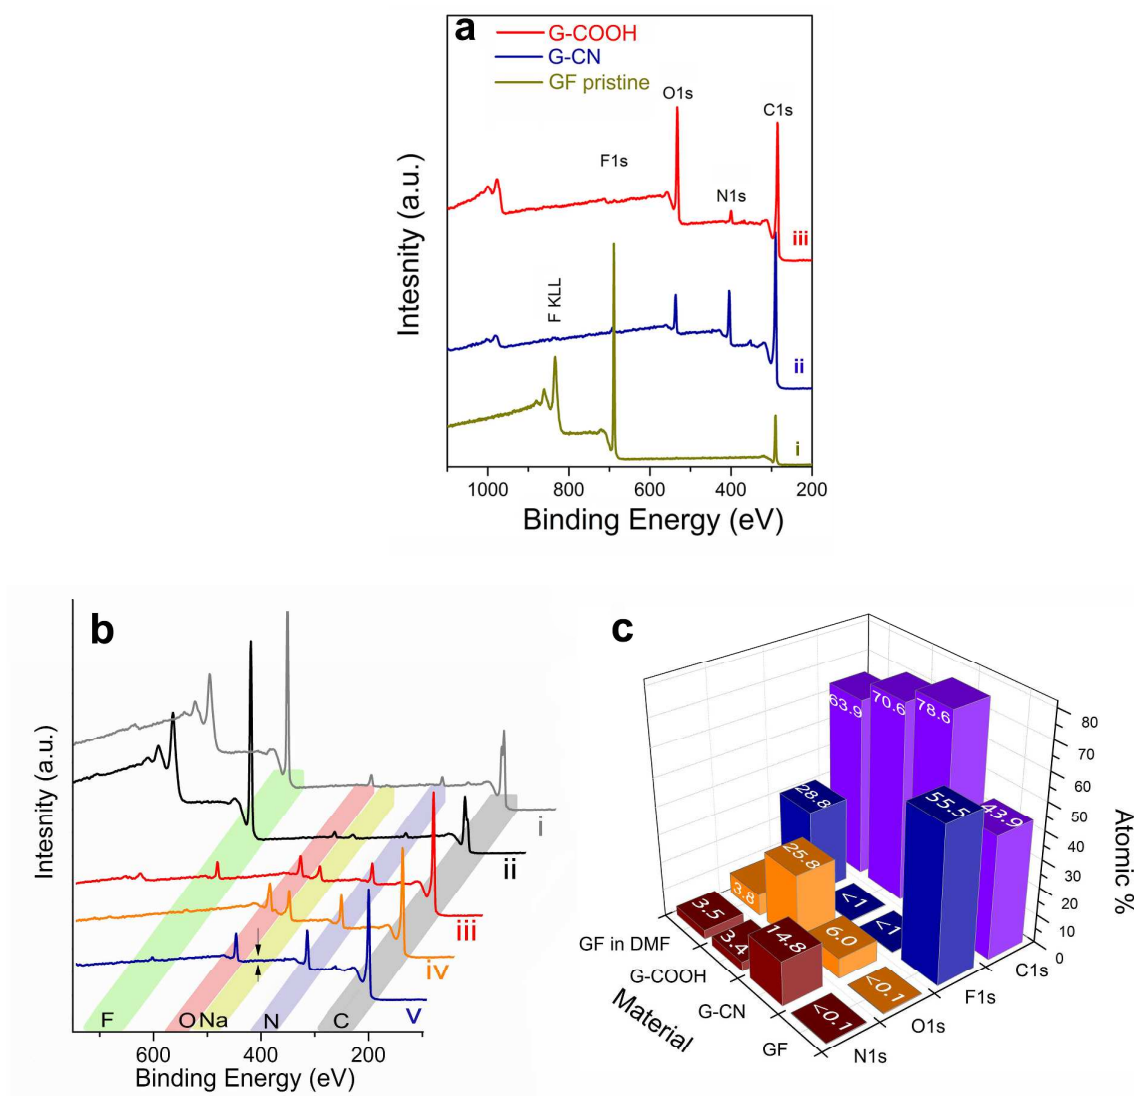 a
G-COOH
G-CN
GF pristine
O1s
C1s
F1s
N1s
iii
F KLL
ii
i
Intesnity (a.u.)
1000 800 600 400 200
Binding Energy (eV)
b
Inesnity (a.u.)
i
ii
iii
iv
v
F O Na N C
600 400 200
Binding Energy (eV)
c
63.9 70.6 78.6 43.9
28.8 <1 <1 55.5
3.8 25.8 6.0 <0.1
3.5 3.4 14.8 <0.1
80
70
60
50
40
30
20
10
0
Atomic %
GF in DMF
G-COOH
G-CN
GF
Material
N1s
O1s
F1s
C1s